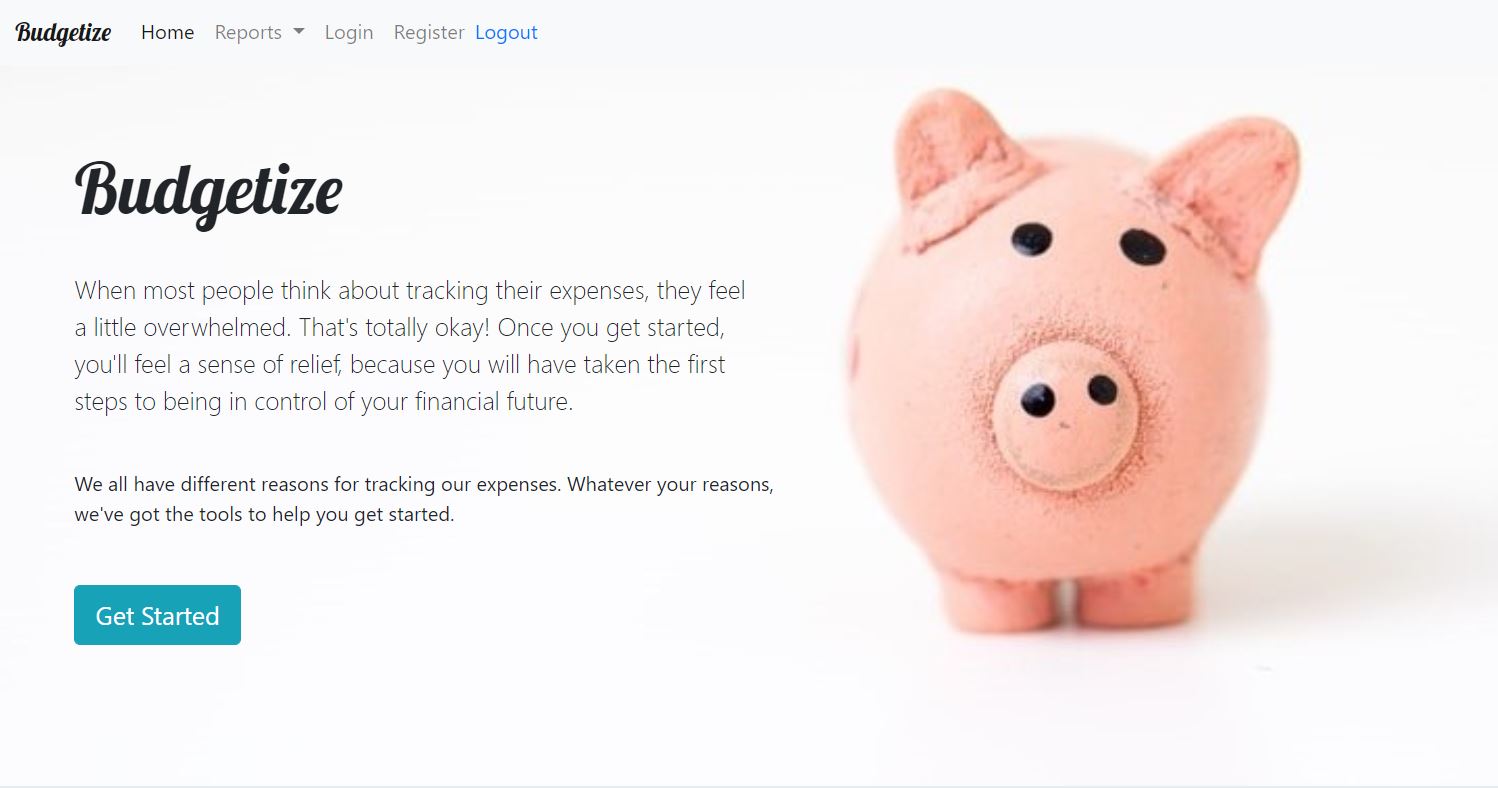 Budgetize Home Reports Login Register Logout
Budgetize
When most people think about tracking their expenses, they feel
a little overwhelmed. That's totally okay! Once you get started,
you'll feel a sense of relief, because you will have taken the first
steps to being in control of your financial future.
We all have different reasons for tracking our expenses. Whatever your reasons,
we've got the tools to help you get started.
Get Started